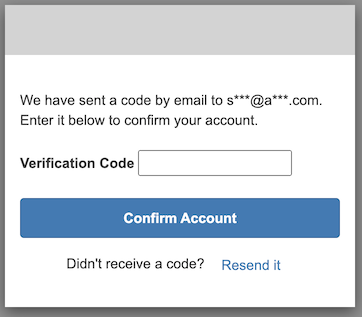 We have sent a code by email to s***@a***.com.
Enter it below to confirm your account.
Verification Code
Confirm Account
Didn't receive a code? Resend it